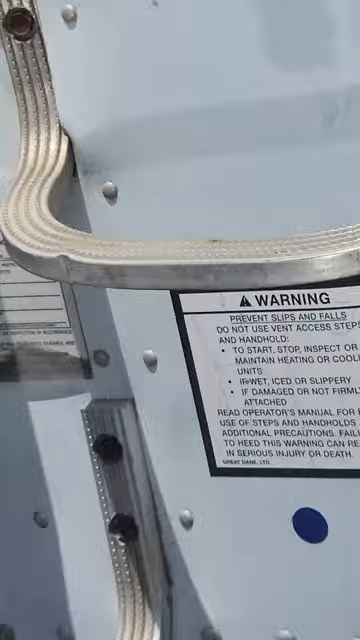 WARNING
PREVENT SLIPS AND FALLS
DO NOT USE VENT ACCESS STEPS
AND HANDHOLD:
• TO START, STOP, INSPECT OR
MAINTAIN HEATING OR COOL
UNITS
• IF WET, ICED OR SLIPPERY
• IF DAMAGED OR NOT FIRML
ATTACHED
READ OPERATOR'S MANUAL FOR
USE OF STEPS AND HANDHOLDS
ADDITIONAL PRECAUTIONS. FAIL
TO HEED THIS WARNING CAN RE
IN SERIOUS INJURY OR DEATH.
GREAT DANE, LTD.